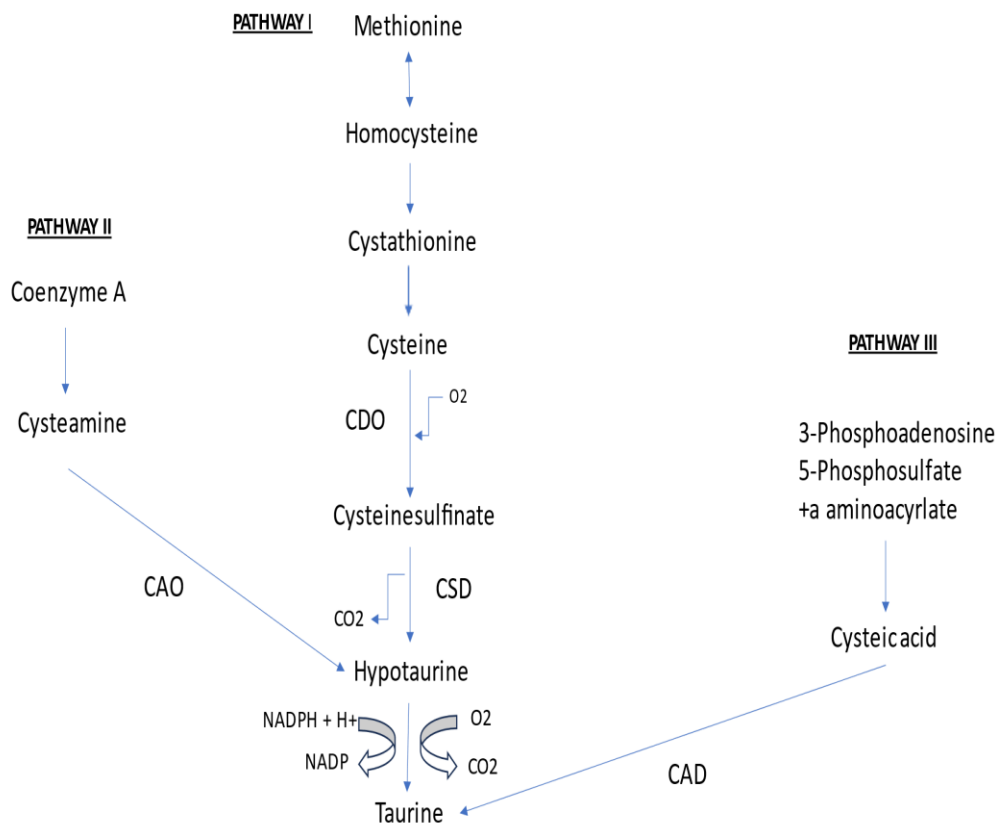 PATHWAY I
Methionine
Homocysteine
PATHWAY II
Cystathionine
Coenzyme A
Cysteine
PATHWAY III
O2
CDO
Cysteamine
3-Phosphoadenosine
5-Phosphosulfate
+a aminoacyrlate
Cysteinesulfinate
CAO
CSD
CO2
Cysteic acid
Hypotaurine
NADPH + H+
O2
NADP
CO2
CAD
Taurine